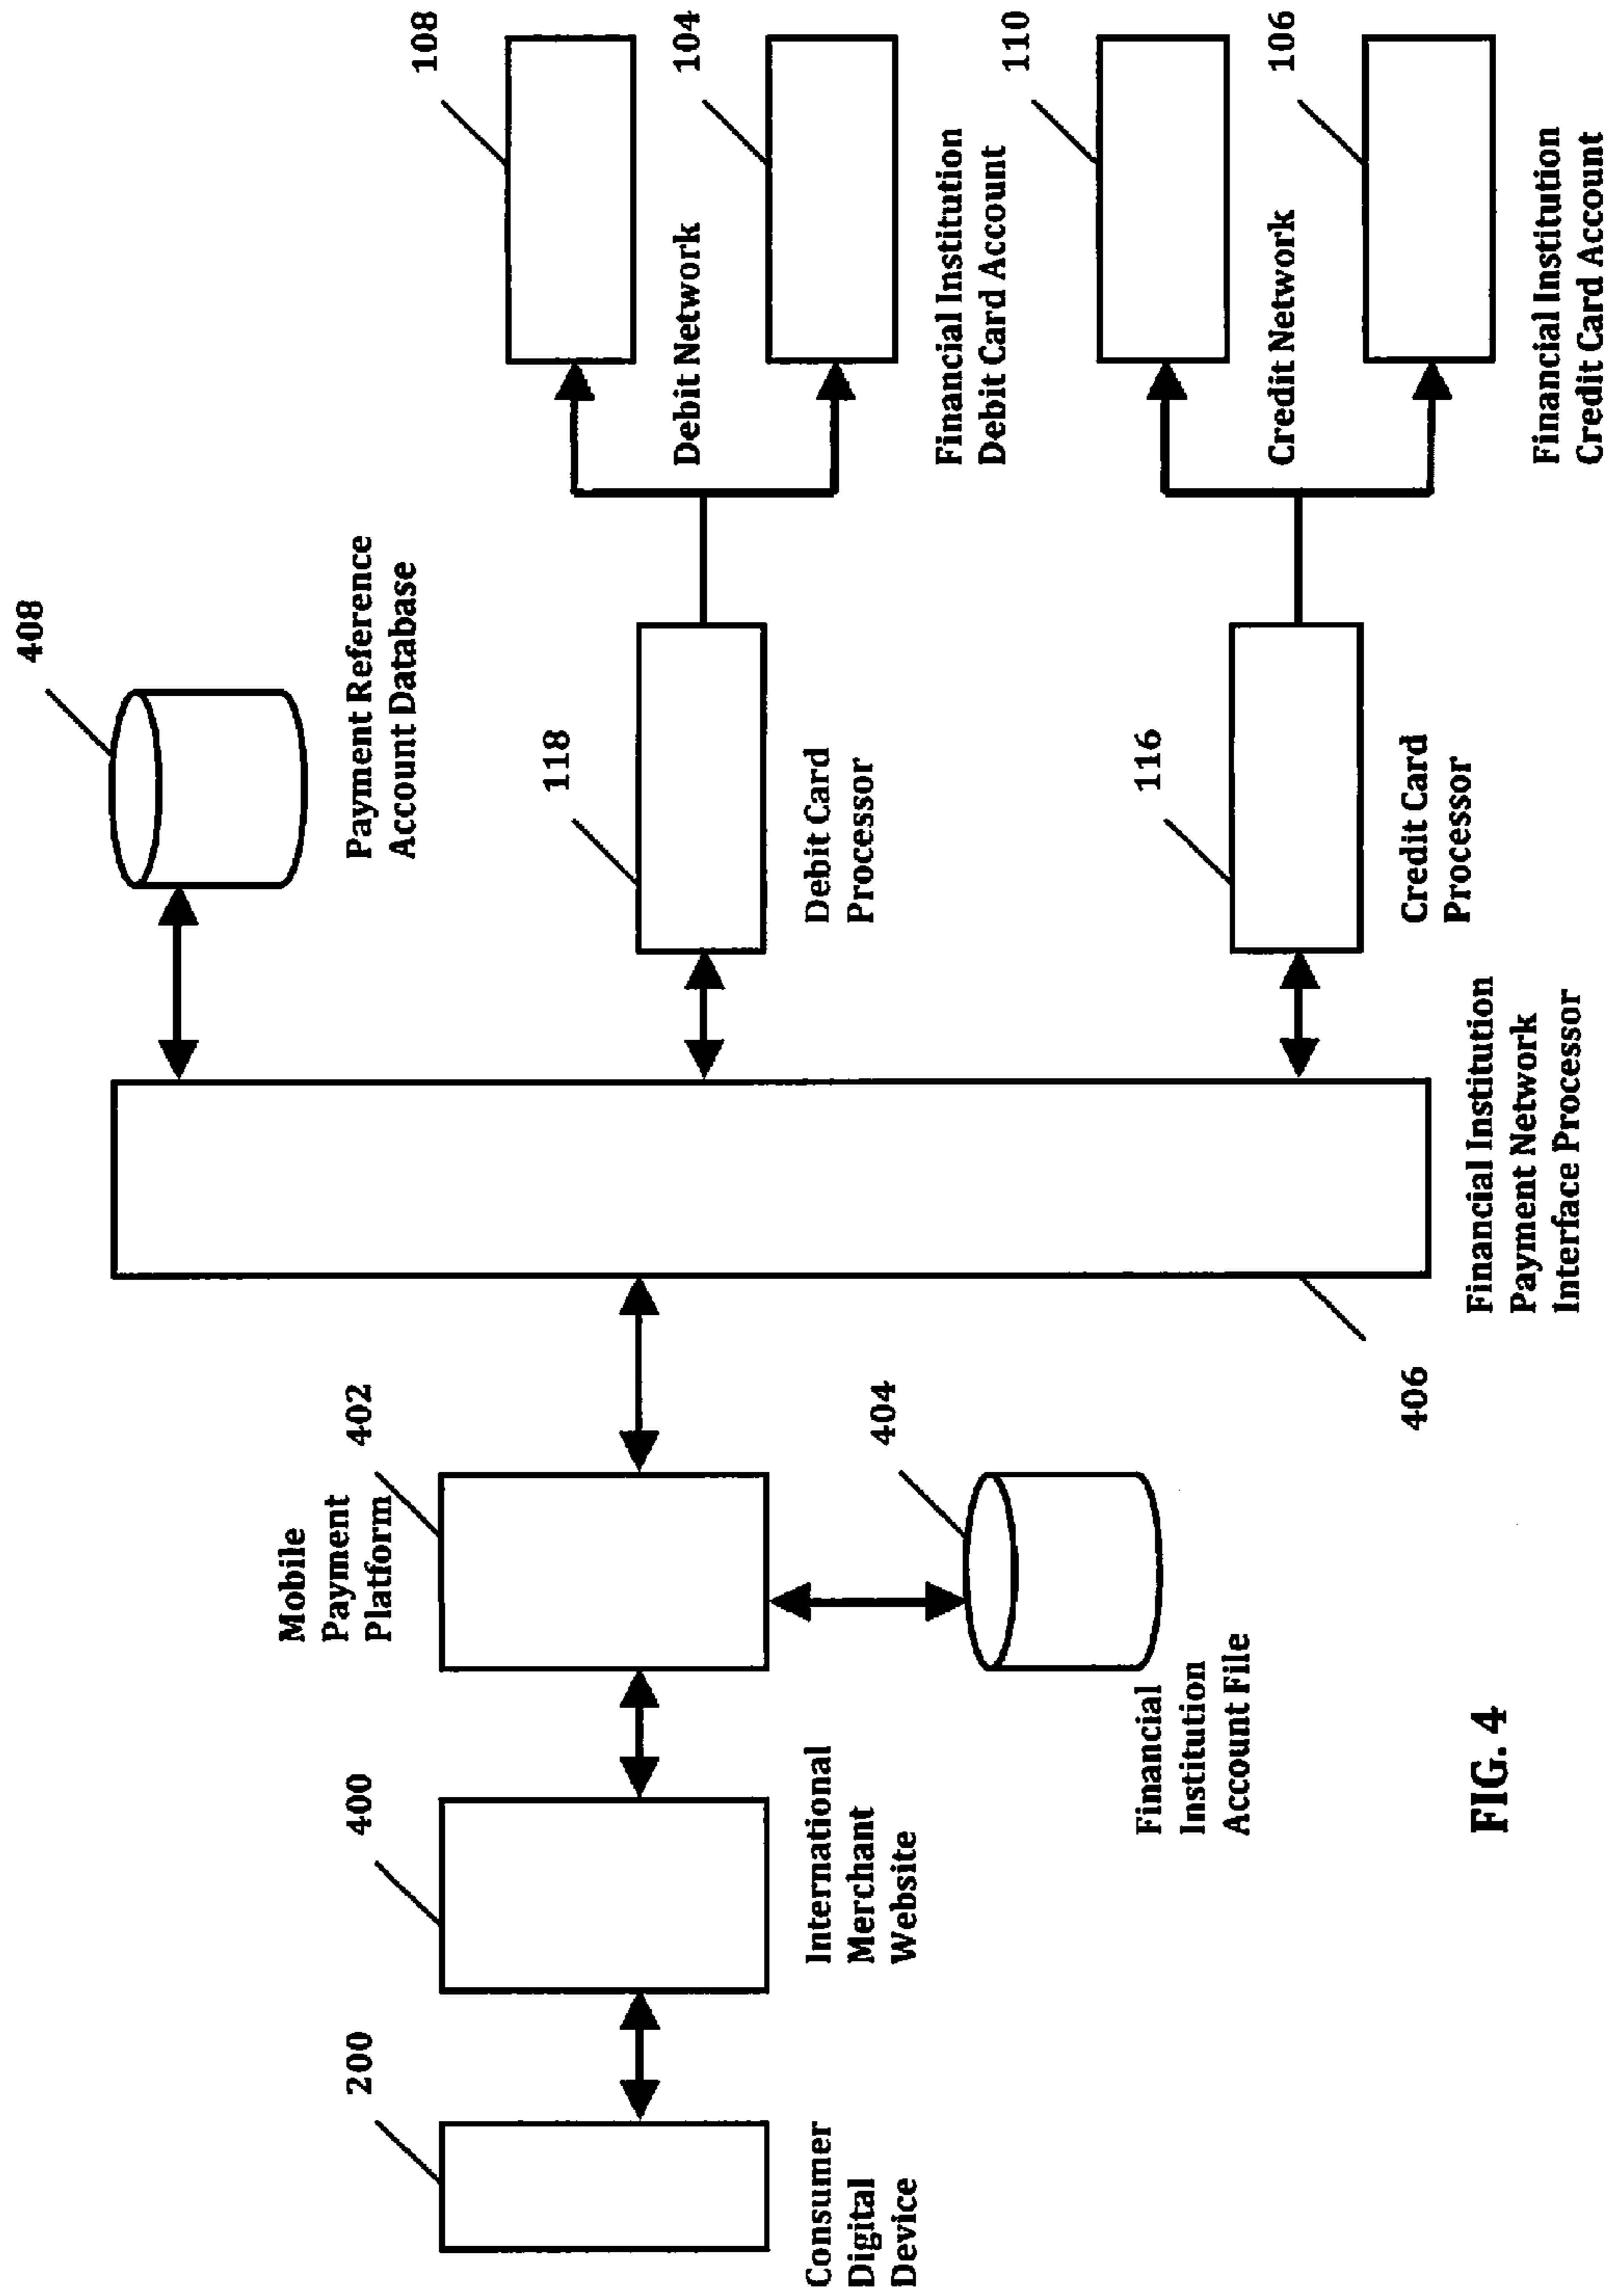 408
Payment Reference
Account Database
108
Debit Network
104
Financial Institution
Debit Card Account
118
Debit Card
Processor
110
Credit Network
106
Financial Institution
Credit Card Account
116
Credit Card
Processor
Financial Institution
Payment Network
Interface Processor
406
Mobile
Payment
Platform
402
404
Financial
Institution
Account File
400
International
Merchant
Website
200
Consumer
Digital
Device
FIG. 4